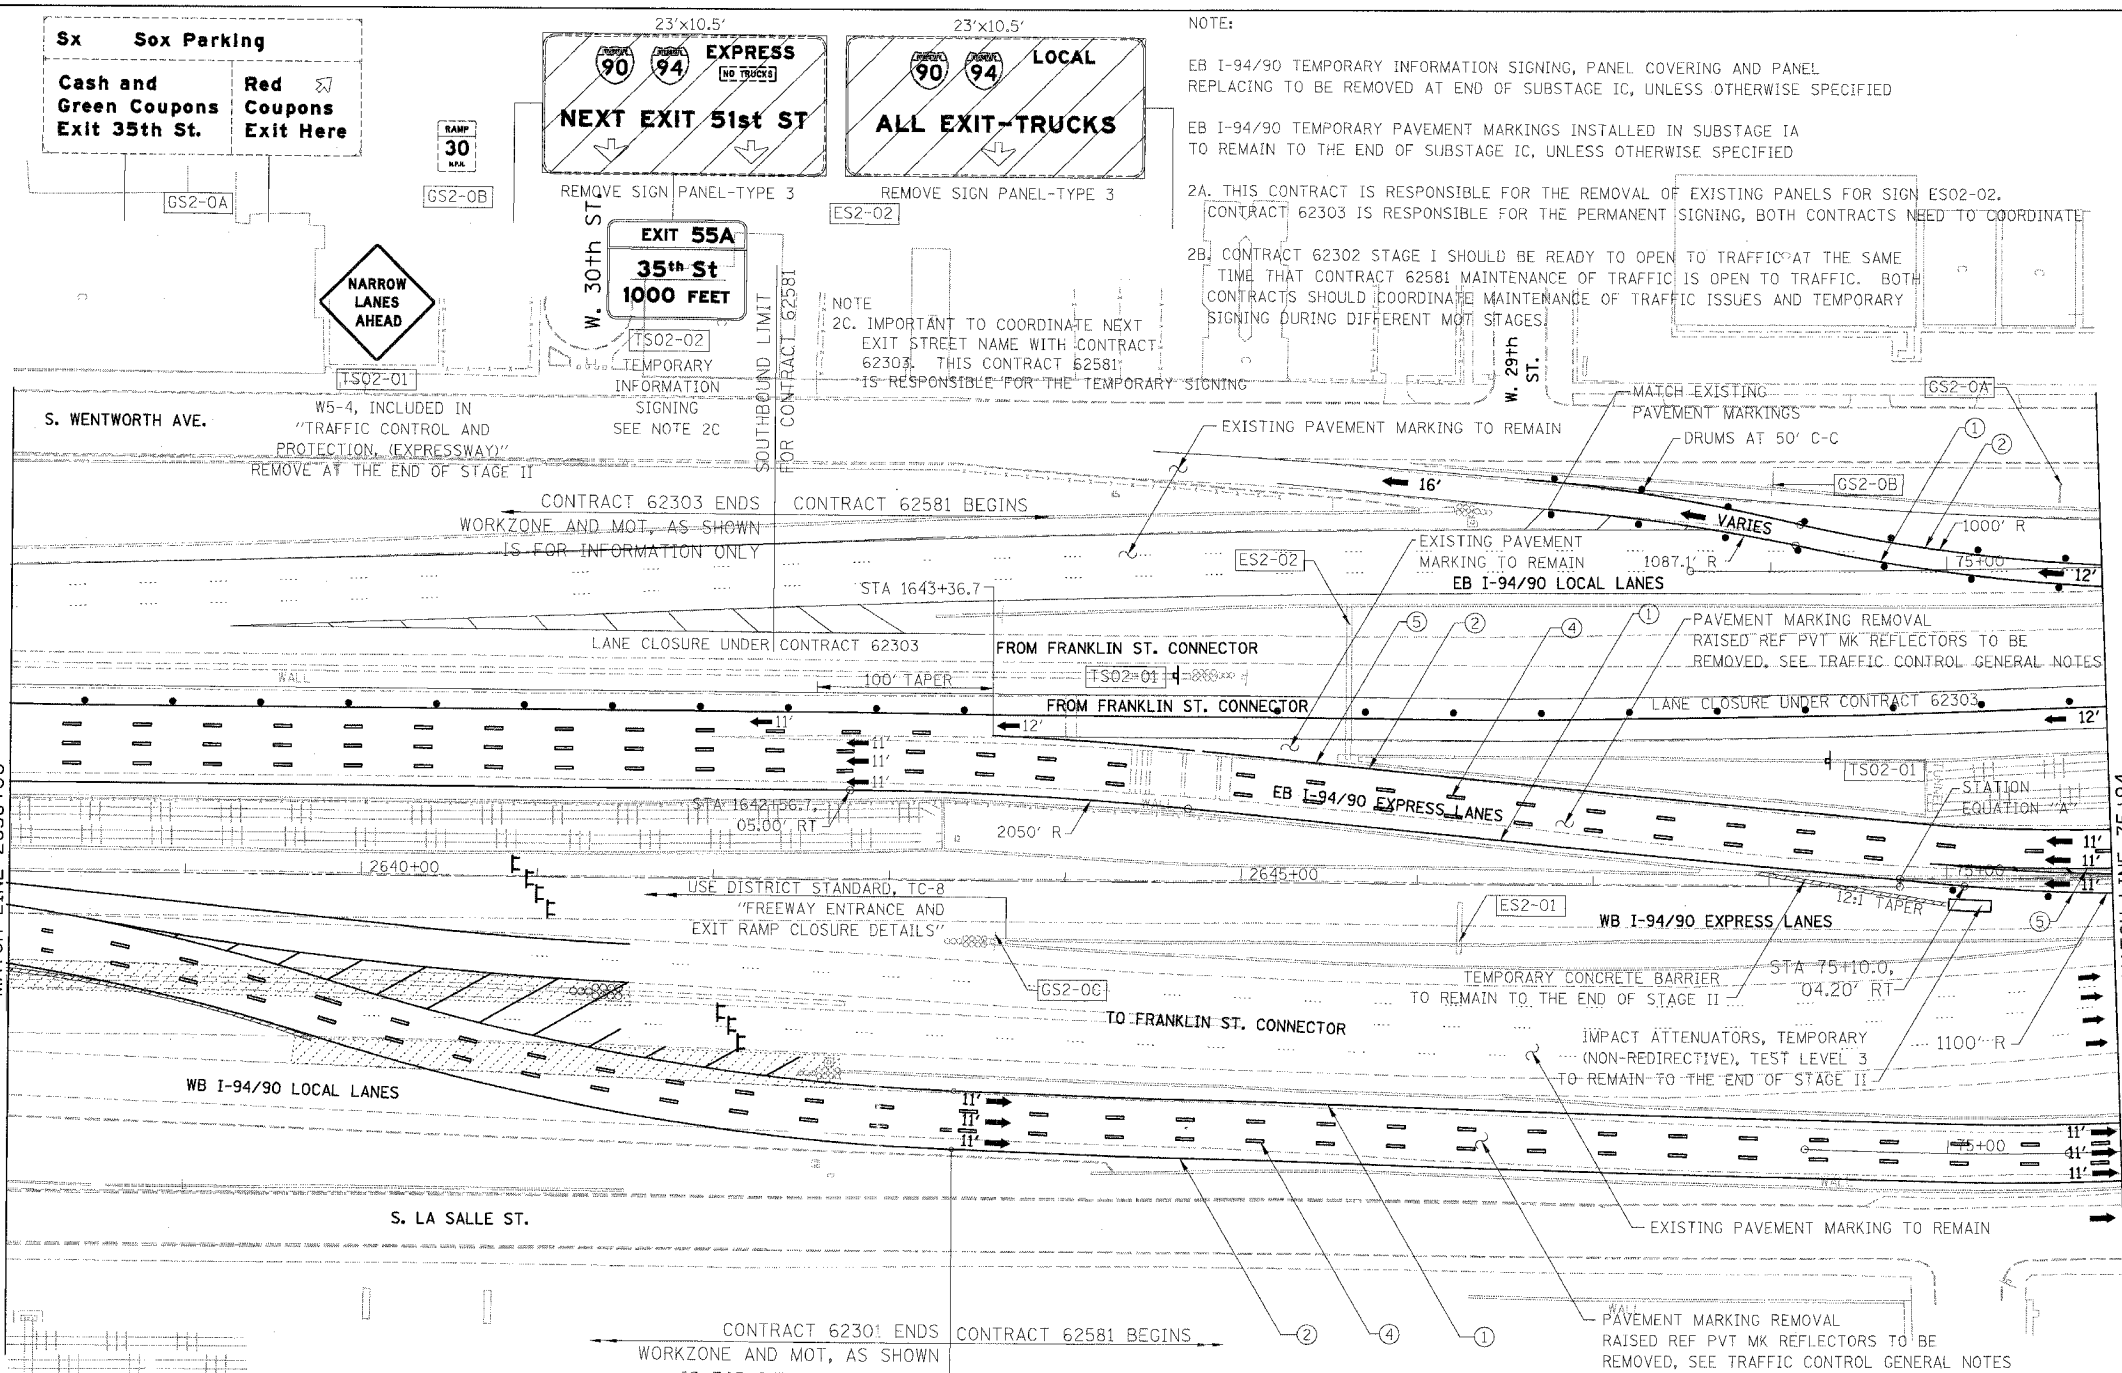 Sx Sox Parking
Cash and
Green Coupons
Exit 35th St.
Red
Coupons
Exit Here
GS2-0A
RAMP
30
M.P.H.
GS2-0B
23'x10.5'
90 94 EXPRESS
NO TRUCKS
NEXT EXIT 51st ST
REMOVE SIGN PANEL-TYPE 3
23'x10.5'
90 94 LOCAL
ALL EXIT-TRUCKS
REMOVE SIGN PANEL-TYPE 3
ES2-02
NOTE:
EB I-94/90 TEMPORARY INFORMATION SIGNING, PANEL COVERING AND PANEL
REPLACING TO BE REMOVED AT END OF SUBSTAGE IC, UNLESS OTHERWISE SPECIFIED
EB I-94/90 TEMPORARY PAVEMENT MARKINGS INSTALLED IN SUBSTAGE IA
TO REMAIN TO THE END OF SUBSTAGE IC, UNLESS OTHERWISE SPECIFIED
2A. THIS CONTRACT IS RESPONSIBLE FOR THE REMOVAL OF EXISTING PANELS FOR SIGN ES02-02.
CONTRACT 62303 IS RESPONSIBLE FOR THE PERMANENT SIGNING, BOTH CONTRACTS NEED TO COORDINATE
2B. CONTRACT 62302 STAGE I SHOULD BE READY TO OPEN TO TRAFFIC AT THE SAME
TIME THAT CONTRACT 62581 MAINTENANCE OF TRAFFIC IS OPEN TO TRAFFIC. BOTH
CONTRACTS SHOULD COORDINATE MAINTENANCE OF TRAFFIC ISSUES AND TEMPORARY
SIGNING DURING DIFFERENT MOT STAGES.
NARROW
LANES
AHEAD
TS02-01
W5-4, INCLUDED IN
"TRAFFIC CONTROL AND
PROTECTION, (EXPRESSWAY)"
REMOVE AT THE END OF STAGE II
W. 30th ST.
EXIT 55A
35th St
1000 FEET
TS02-02
TEMPORARY
INFORMATION
SIGNING
SEE NOTE 2C
SOUTHBOUND LIMIT
FOR CONTRACT 62581
NOTE
2C. IMPORTANT TO COORDINATE NEXT
EXIT STREET NAME WITH CONTRACT
62303. THIS CONTRACT 62581
IS RESPONSIBLE FOR THE TEMPORARY SIGNING
W. 29th
ST.
S. WENTWORTH AVE.
MATCH EXISTING
PAVEMENT MARKINGS
GS2-0A
EXISTING PAVEMENT MARKING TO REMAIN
DRUMS AT 50' C-C
1
2
GS2-0B
16'
VARIES
1000' R
CONTRACT 62303 ENDS
CONTRACT 62581 BEGINS
WORKZONE AND MOT, AS SHOWN
IS FOR INFORMATION ONLY
EXISTING PAVEMENT
MARKING TO REMAIN
1087.1' R
75+00
12'
ES2-02
EB I-94/90 LOCAL LANES
STA 1643+36.7
LANE CLOSURE UNDER CONTRACT 62303
FROM FRANKLIN ST. CONNECTOR
5
2
4
1
PAVEMENT MARKING REMOVAL
RAISED REF PVT MK REFLECTORS TO BE
REMOVED, SEE TRAFFIC CONTROL GENERAL NOTES
WALL
100' TAPER
TS02-01
FROM FRANKLIN ST. CONNECTOR
LANE CLOSURE UNDER CONTRACT 62303
11'
12'
12'
11'
11'
11'
TS02-01
STATION
EQUATION "A"
EB I-94/90 EXPRESS LANES
STA 1642+56.7,
05.00' RT
2050' R
WALL
11'
11'
11'
2640+00
2645+00
75+00
12:1 TAPER
5
USE DISTRICT STANDARD, TC-8
"FREEWAY ENTRANCE AND
EXIT RAMP CLOSURE DETAILS"
ES2-01
WB I-94/90 EXPRESS LANES
GS2-0C
TEMPORARY CONCRETE BARRIER
TO REMAIN TO THE END OF STAGE II
STA 75+10.0,
04.20' RT
TO FRANKLIN ST. CONNECTOR
IMPACT ATTENUATORS, TEMPORARY
(NON-REDIRECTIVE), TEST LEVEL 3
TO REMAIN TO THE END OF STAGE II
1100' R
WB I-94/90 LOCAL LANES
11'
11'
11'
75+00
11'
11'
11'
WALL
S. LA SALLE ST.
EXISTING PAVEMENT MARKING TO REMAIN
CONTRACT 62301 ENDS
CONTRACT 62581 BEGINS
WORKZONE AND MOT, AS SHOWN
2
4
1
WALL
PAVEMENT MARKING REMOVAL
RAISED REF PVT MK REFLECTORS TO BE
REMOVED, SEE TRAFFIC CONTROL GENERAL NOTES